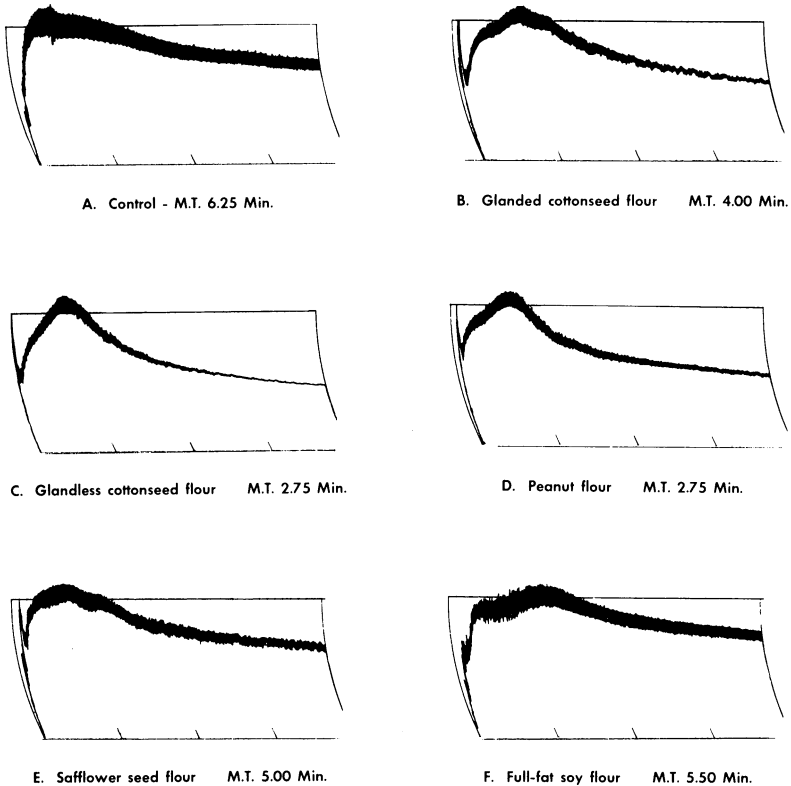 A. Control - M.T. 6.25 Min.
B. Glanded cottonseed flour M.T. 4.00 Min.
C. Glandless cottonseed flour M.T. 2.75 Min.
D. Peanut flour M.T. 2.75 Min.
E. Safflower seed flour M.T. 5.00 Min.
F. Full-fat soy flour M.T. 5.50 Min.